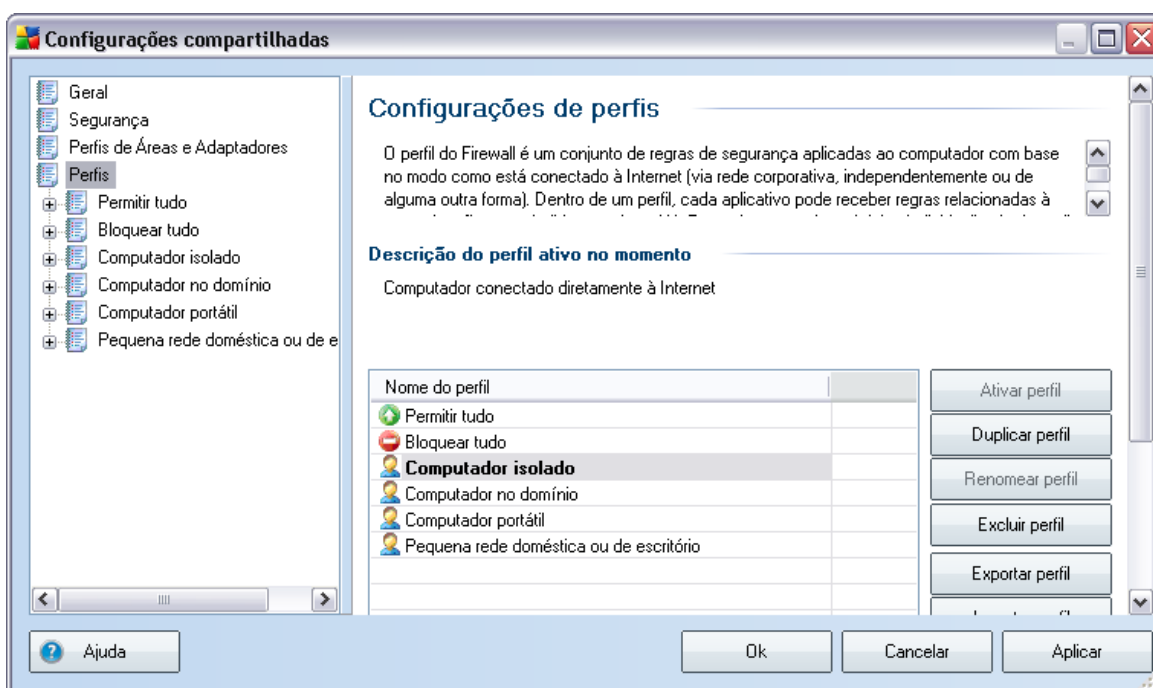 Configurações compartilhadas
Geral
Segurança
Perfis de Áreas e Adaptadores
Perfis
Permitir tudo
Bloquear tudo
Computador isolado
Computador no domínio
Computador portátil
Pequena rede doméstica ou de e
Configurações de perfis
O perfil do Firewall é um conjunto de regras de segurança aplicadas ao computador com base
no modo como está conectado à Internet (via rede corporativa, independentemente ou de
alguma outra forma). Dentro de um perfil, cada aplicativo pode receber regras relacionadas à
Descrição do perfil ativo no momento
Computador conectado diretamente à Internet
Nome do perfil
Permitir tudo
Bloquear tudo
Computador isolado
Computador no domínio
Computador portátil
Pequena rede doméstica ou de escritório
Ativar perfil
Duplicar perfil
Renomear perfil
Excluir perfil
Exportar perfil
Ajuda
Ok
Cancelar
Aplicar